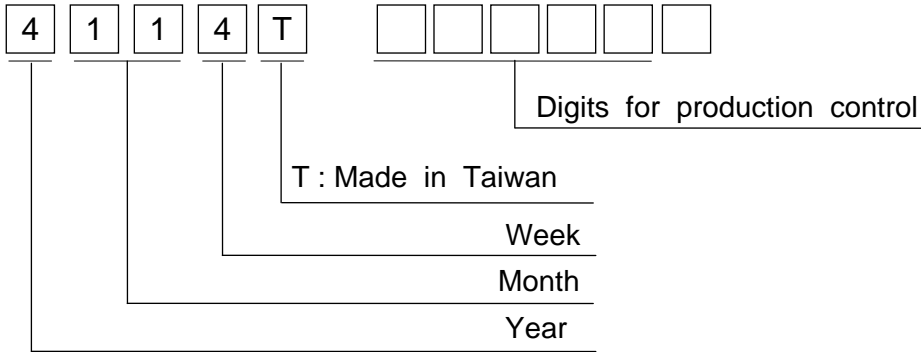 4 1 1 4 T
Digits for production control
T : Made in Taiwan
Week
Month
Year